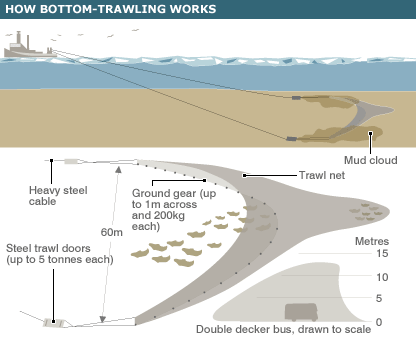 HOW BOTTOM-TRAWLING WORKS
Mud cloud
Trawl net
Heavy steel
cable
Ground gear (up
to 1m across
and 200kg
each)
60m
Steel trawl doors
(up to 5 tonnes each)
Metres
15
10
5
0
Double decker bus, drawn to scale